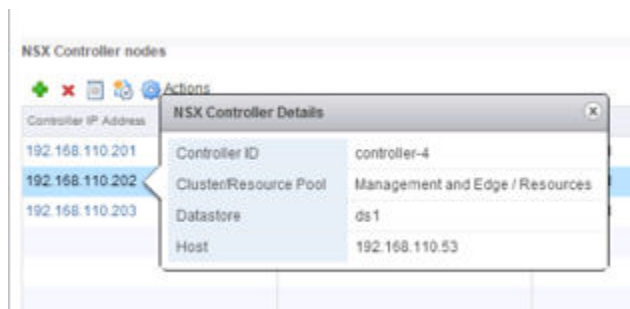 NSX Controller nodes
Actions
Controller IP Address
NSX Controller Details
192.168.110.201
Controller ID controller-4
192.168.110.202
Cluster/Resource Pool Management and Edge / Resources
192.168.110.203
Datastore ds1
Host 192.168.110.53